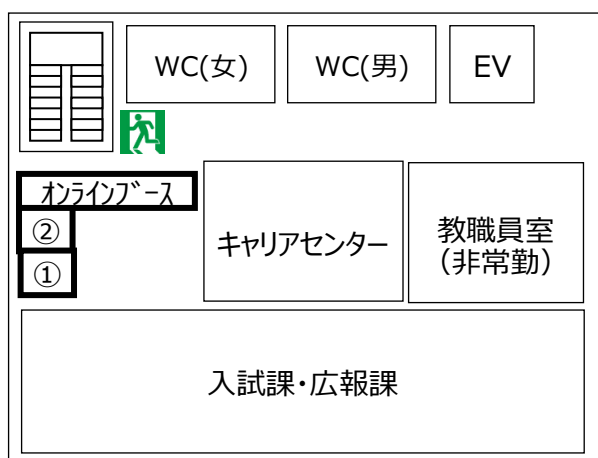 WC(女)
WC(男)
EV
オンラインブース
②
①
キャリアセンター
教職員室
(非常勤)
入試課・広報課